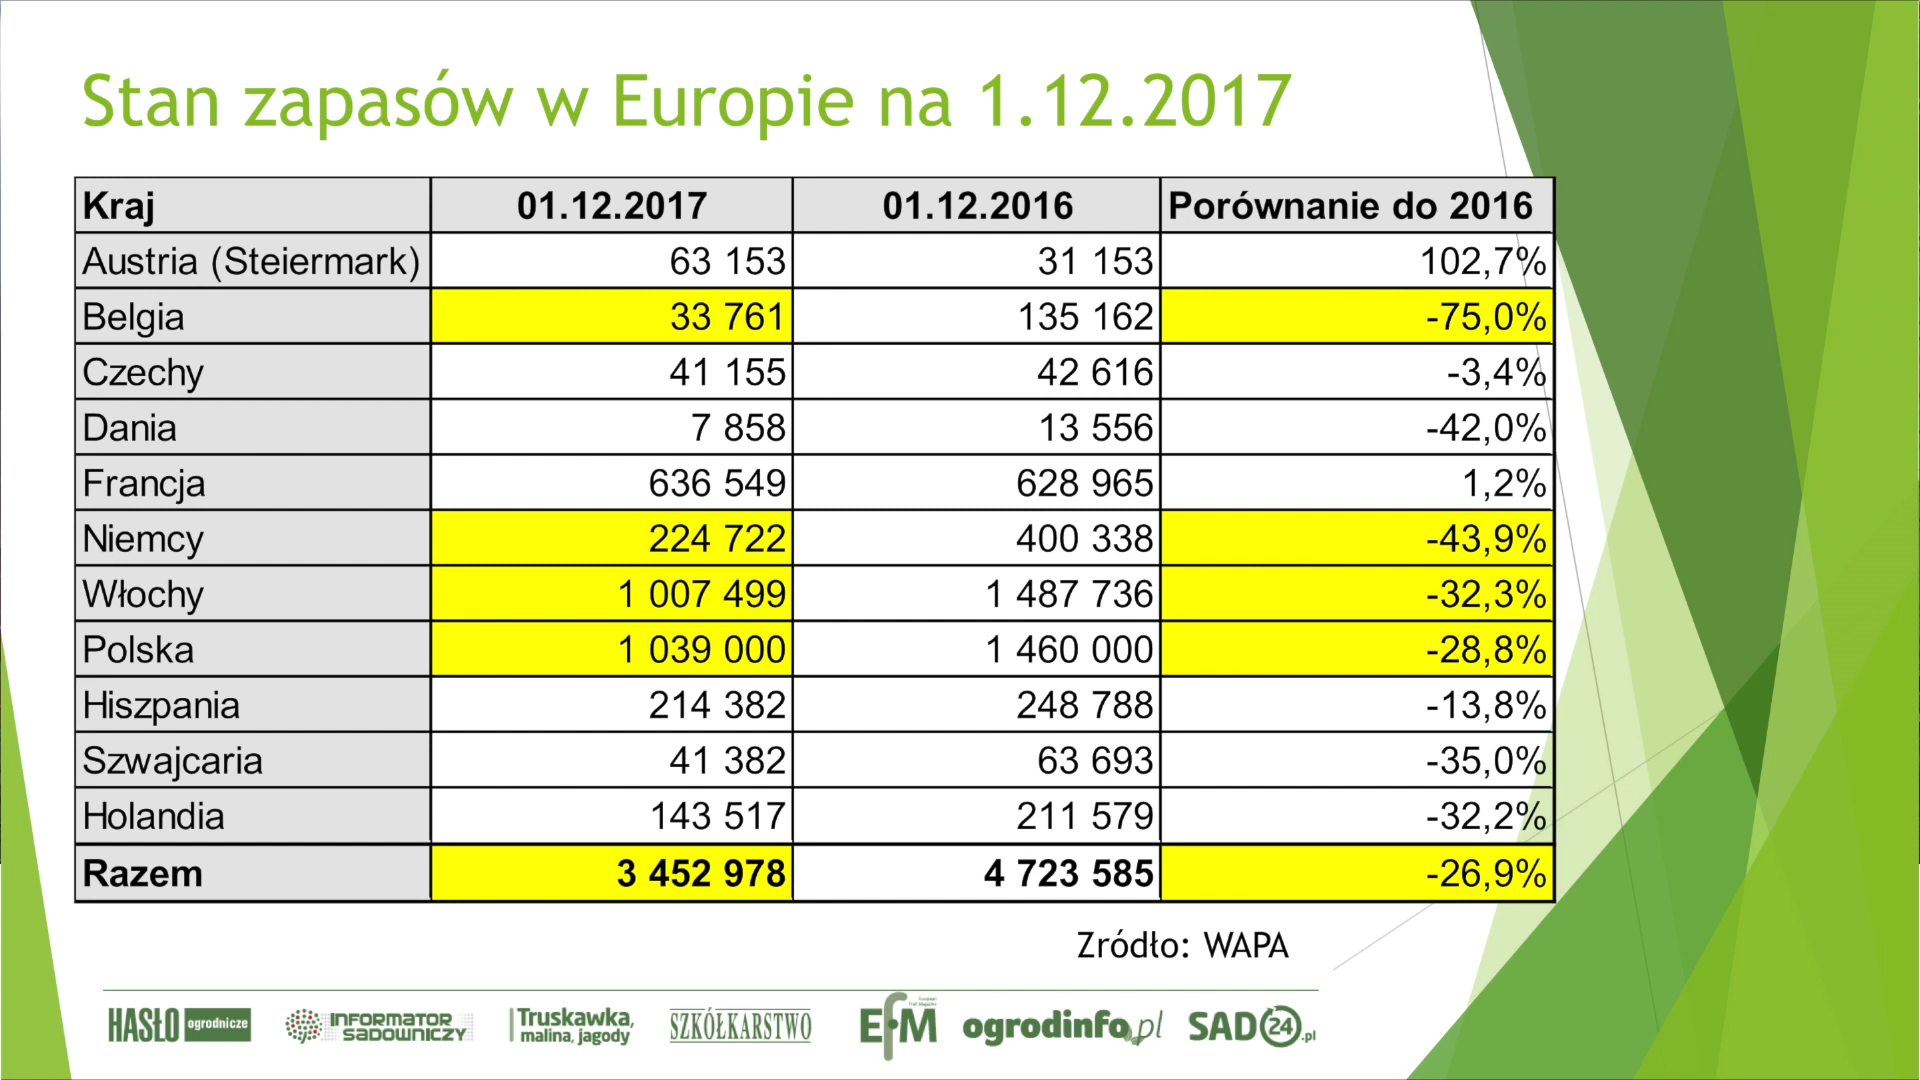 Stan zapasów w Europie na 1.12.2017
Kraj 01.12.2017 01.12.2016 Porównanie do 2016
Austria (Steiermark) 63 153 31 153 102,7%
Belgia 33 761 135 162 -75,0%
Czechy 41 155 42 616 -3,4%
Dania 7 858 13 556 -42,0%
Francja 636 549 628 965 1,2%
Niemcy 224 722 400 338 -43,9%
Włochy 1 007 499 1 487 736 -32,3%
Polska 1 039 000 1 460 000 -28,8%
Hiszpania 214 382 248 788 -13,8%
Szwajcaria 41 382 63 693 -35,0%
Holandia 143 517 211 579 -32,2%
Razem 3 452 978 4 723 585 -26,9%
Zródło: WAPA
HASŁO ogrodnicze
INFORMATOR
SADOWNICZY
Truskawka,
malina, jagody
SZKÓŁKARSTWO
EFM
ogrodinfo.pl
SAD24.pl